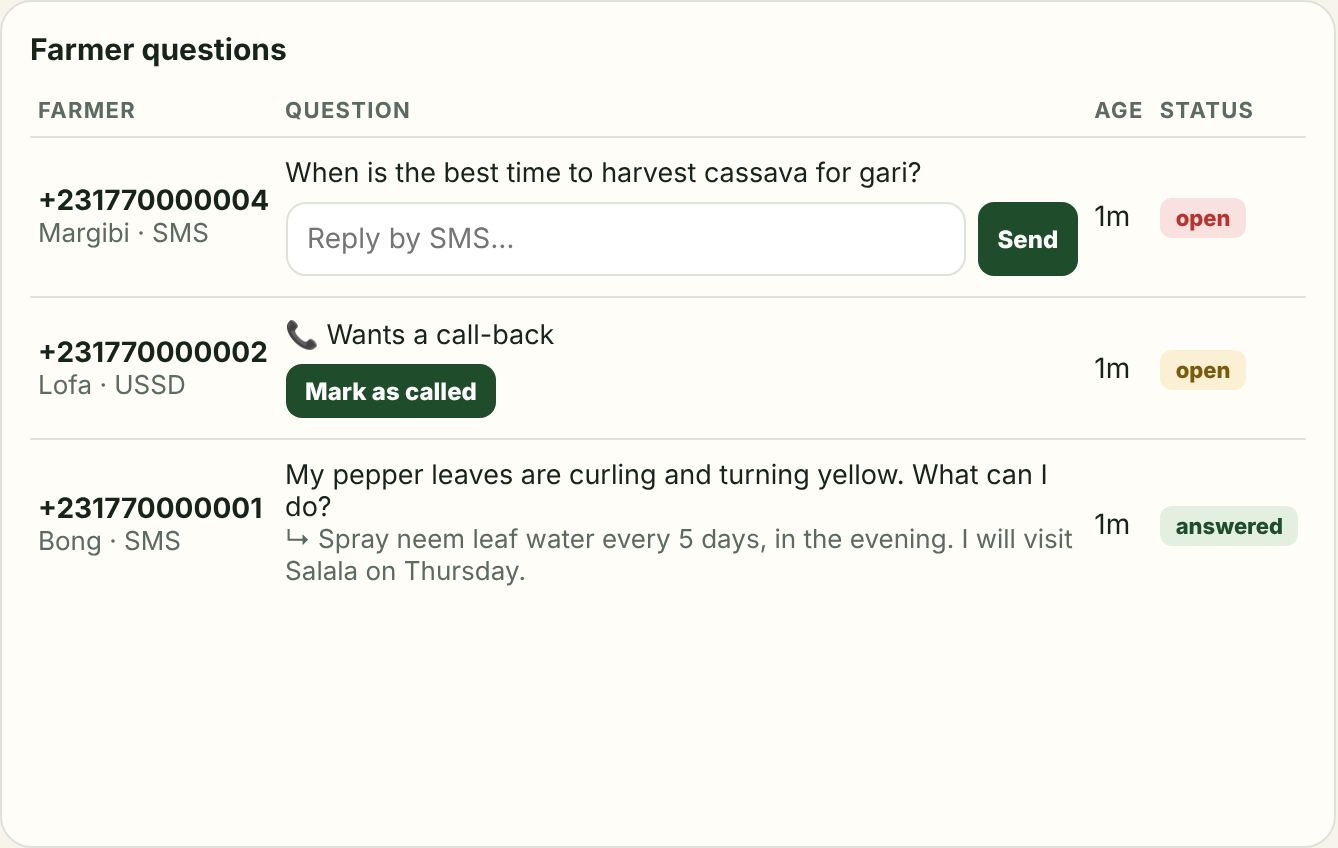 Farmer questions
FARMER QUESTION AGE STATUS
+231770000004
Margibi · SMS
When is the best time to harvest cassava for gari?
Reply by SMS...
Send
1m
open
+231770000002
Lofa · USSD
📞 Wants a call-back
Mark as called
1m
open
+231770000001
Bong · SMS
My pepper leaves are curling and turning yellow. What can I
do?
↳ Spray neem leaf water every 5 days, in the evening. I will visit
Salala on Thursday.
1m
answered